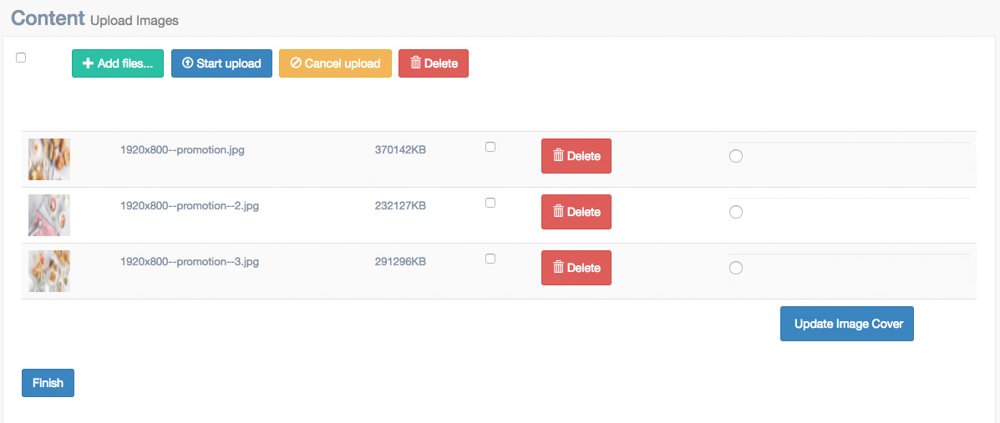 Content Upload Images
Add files... Start upload Cancel upload Delete
1920x800--promotion.jpg 370142KB Delete
1920x800--promotion--2.jpg 232127KB Delete
1920x800--promotion--3.jpg 291296KB Delete
Update Image Cover
Finish